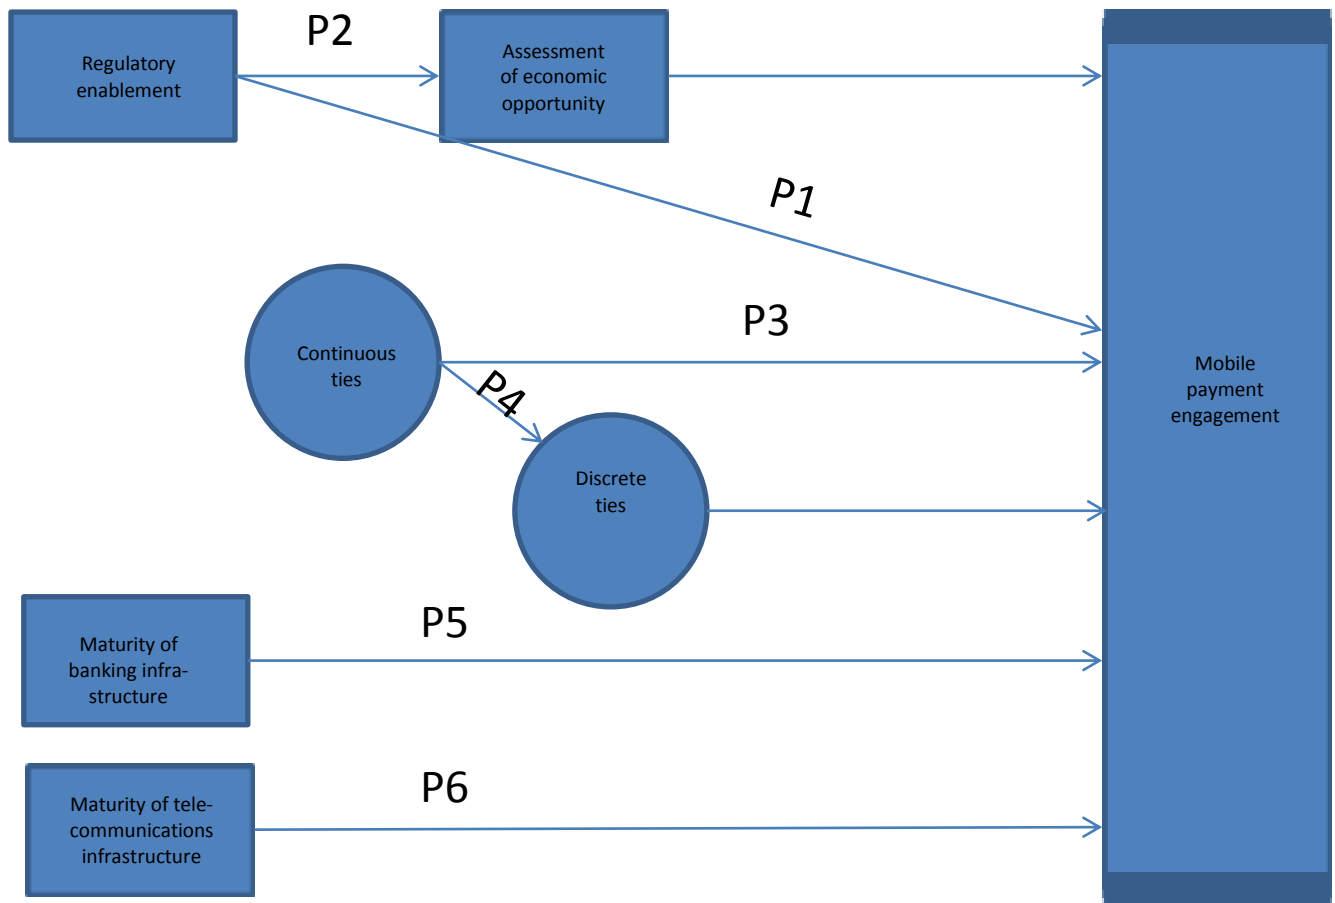 P2
Regulatory
enablement
Assessment
of economic
opportunity
P1
P3
Continuous
ties
P4
Mobile
payment
engagement
Discrete
ties
P5
Maturity of
banking infra-
structure
P6
Maturity of tele-
communications
infrastructure